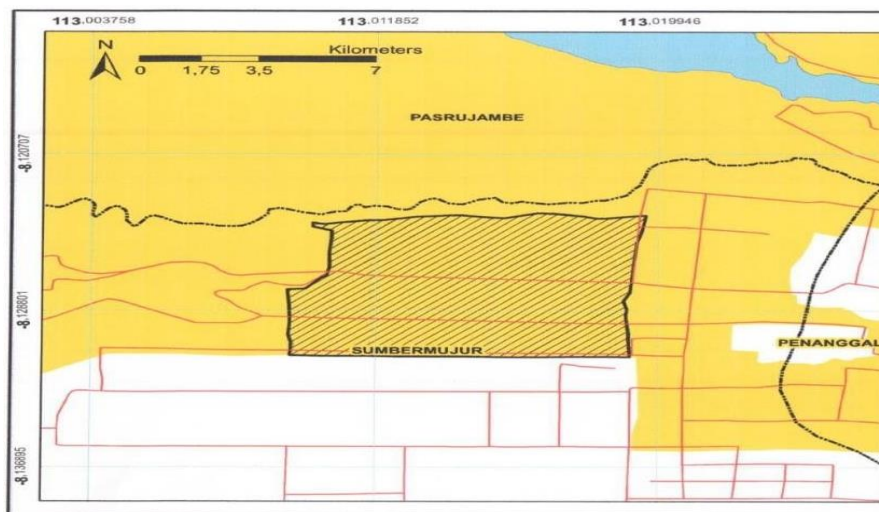 113.003758 113.011852 113.019946
N
Kilometers
0 1,75 3,5 7
PASRUJAMBE
-8.120707
-8.128801
SUMBERMUJUR
PENANGGAL
-8.136895